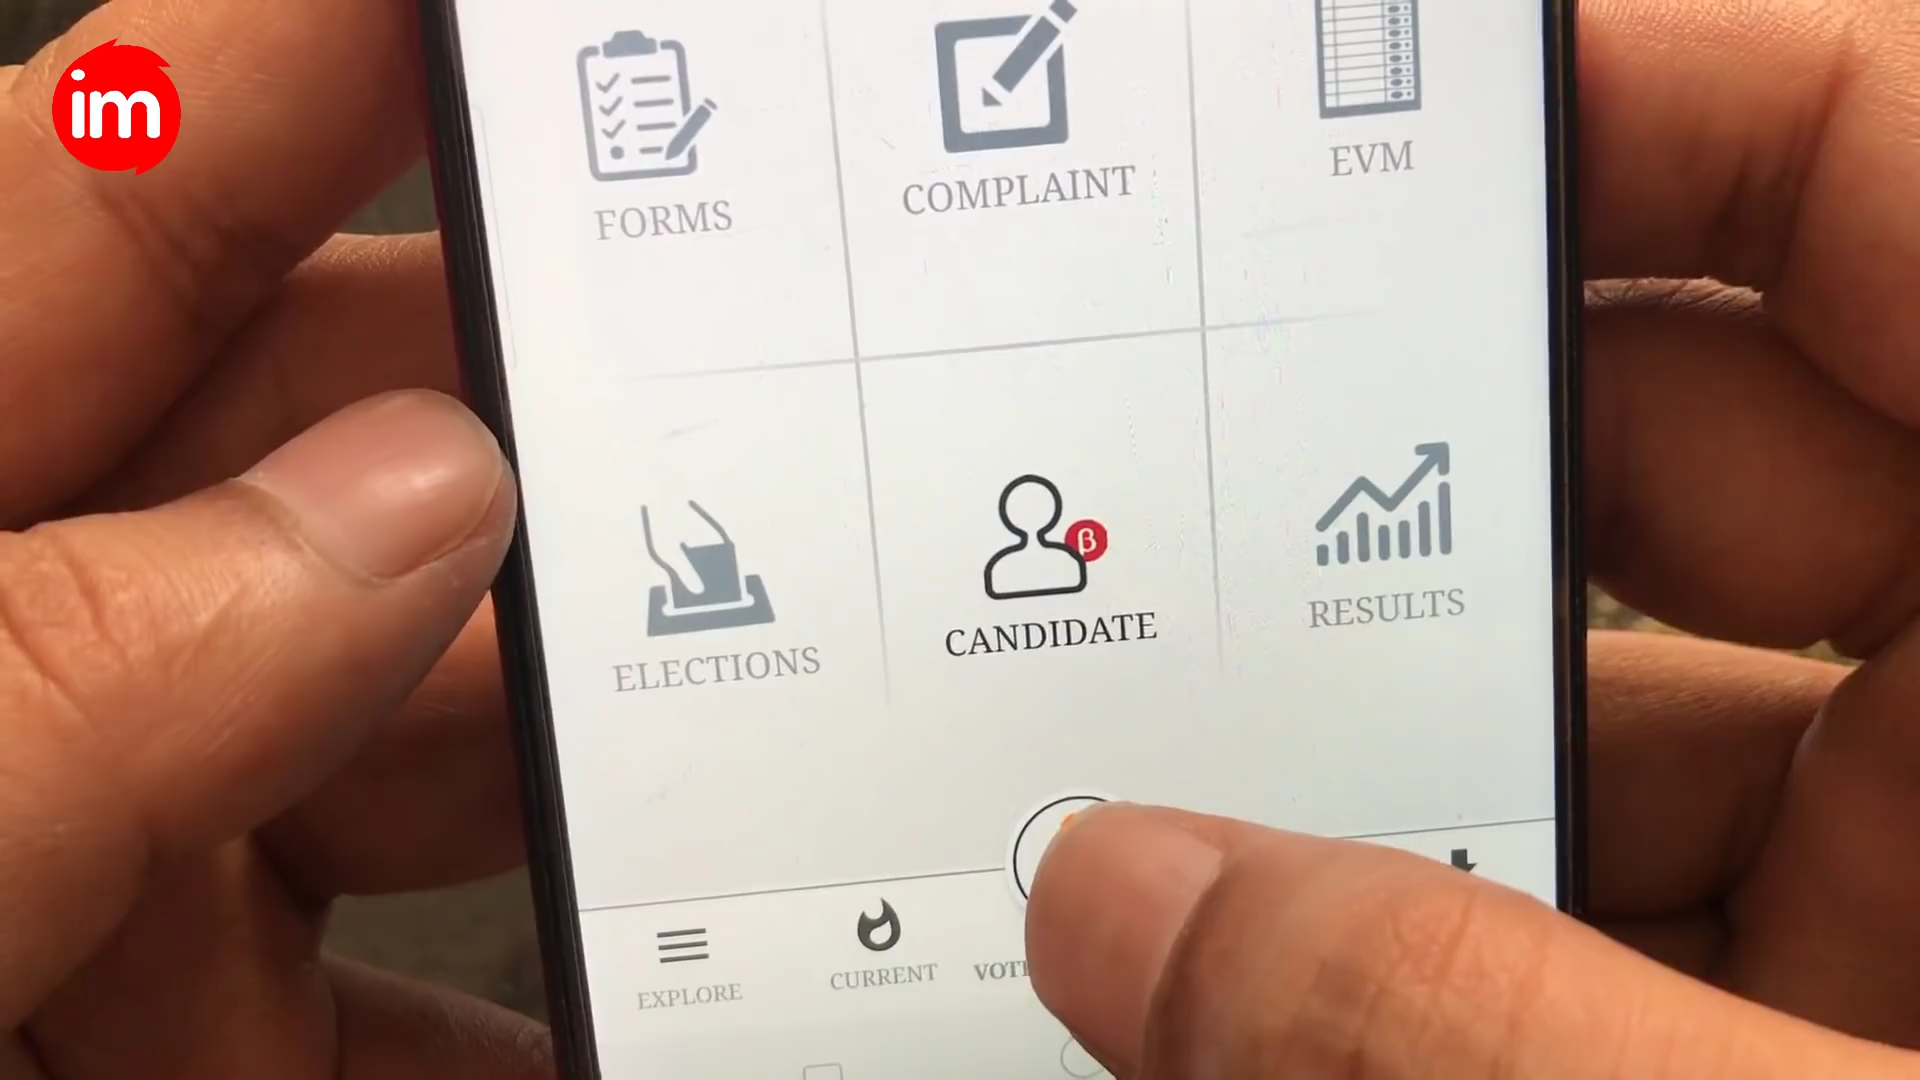 im
FORMS
COMPLAINT
EVM
ELECTIONS
β
CANDIDATE
RESULTS
EXPLORE
CURRENT